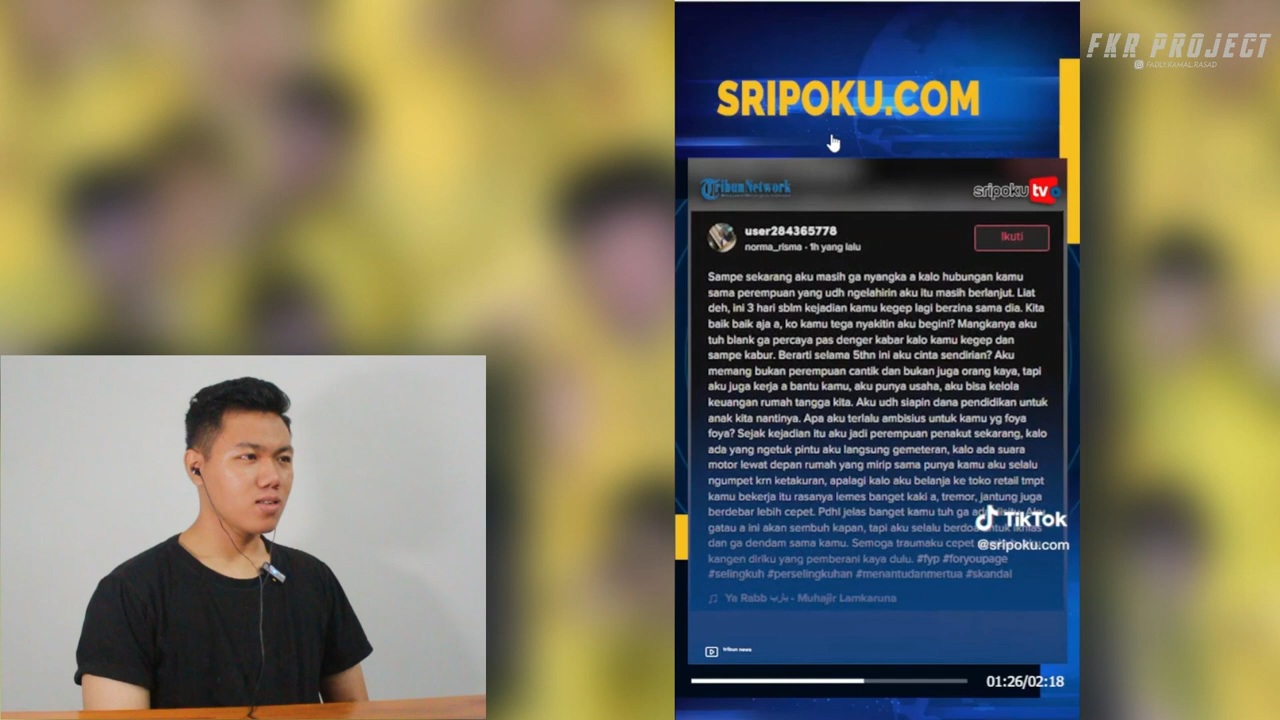 FKR PROJECT
FADLY.KAMAL.RASAD
SRIPOKU.COM
TribunNetwork
sripoku tv
user284365778
norma_risma · 1h yang lalu
Ikuti
Sampe sekarang aku masih ga nyangka a kalo hubungan kamu
sama perempuan yang udh ngelahirin aku itu masih berlanjut. Liat
deh, ini 3 hari sblm kejadian kamu kegep lagi berzina sama dia. Kita
baik baik aja a, ko kamu tega nyakitin aku begini? Mangkanya aku
tuh blank ga percaya pas denger kabar kalo kamu kegep dan
sampe kabur. Berarti selama 5thn ini aku cinta sendirian? Aku
memang bukan perempuan cantik dan bukan juga orang kaya, tapi
aku juga kerja a bantu kamu, aku punya usaha, aku bisa kelola
keuangan rumah tangga kita. Aku udh siapin dana pendidikan untuk
anak kita nantinya. Apa aku terlalu ambisius untuk kamu yg foya
foya? Sejak kejadian itu aku jadi perempuan penakut sekarang, kalo
ada yang ngetuk pintu aku langsung gemeteran, kalo ada suara
motor lewat depan rumah yang mirip sama punya kamu aku selalu
ngumpet krn ketakuran, apalagi kalo aku belanja ke toko retail tmpt
kamu bekerja itu rasanya lemes banget kaki a, tremor, jantung juga
berdebar lebih cepet. Pdhl jelas banget kamu tuh ga
gatau a ini akan sembuh kapan, tapi aku selalu berdoa untuk ikhlas
dan ga dendam sama kamu. Semoga traumaku cepet
kangen diriku yang pemberani kaya dulu. #fyp #foryoupage
#selingkuh #perselingkuhan #menantudanmertua #skandal
TikTok
@sripoku.com
Ya Rabb يارب - Muhajir Lamkaruna
tribun news
01:26/02:18